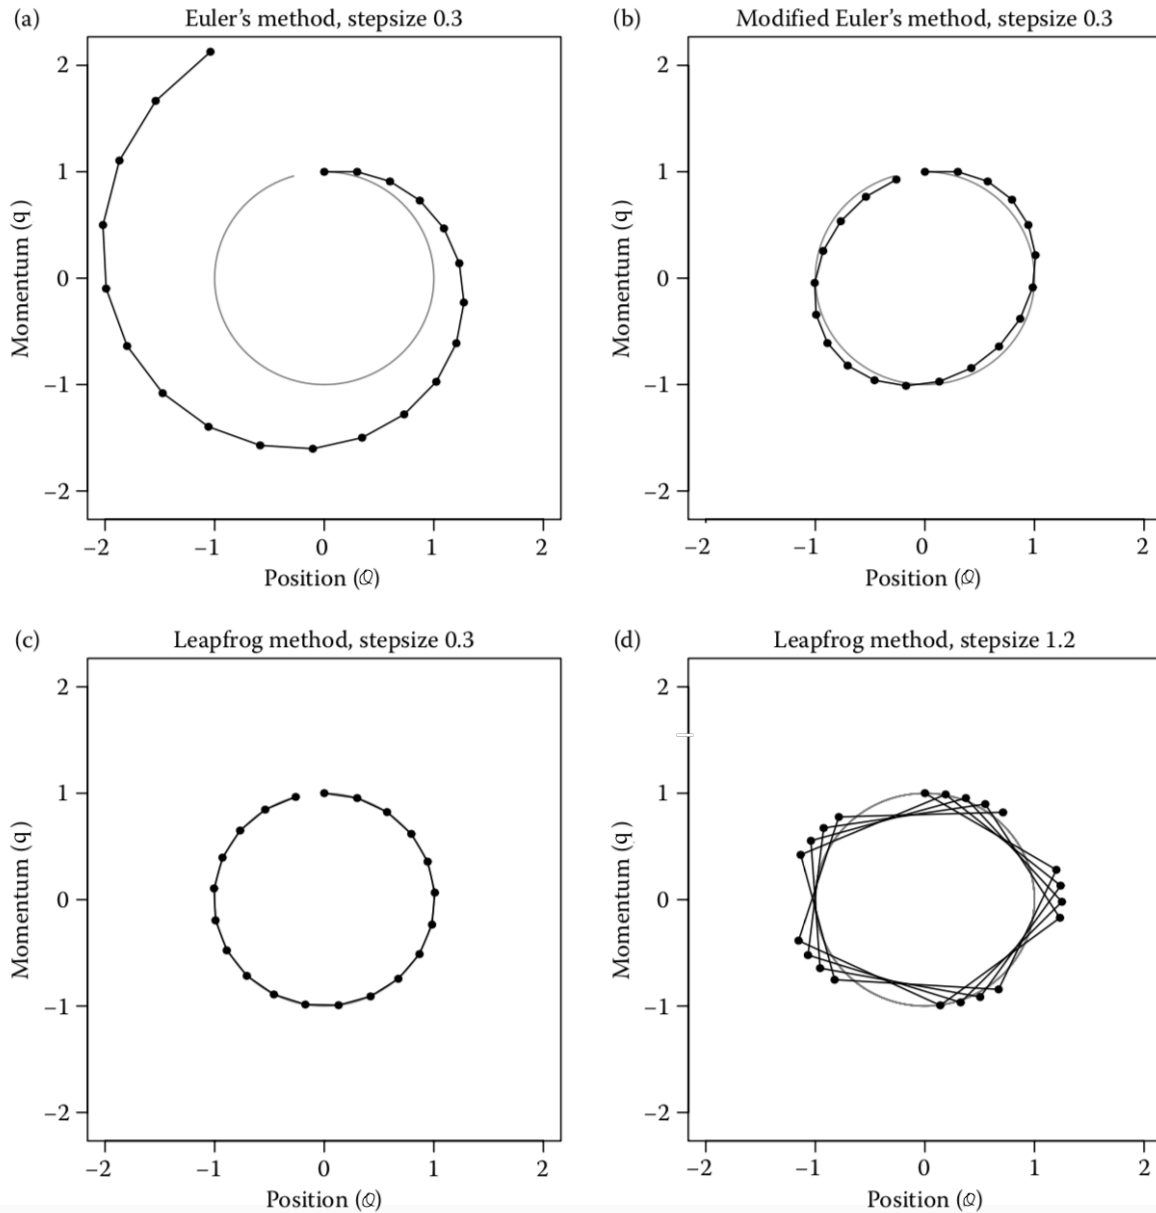 (a) Euler’s method, stepsize 0.3
2
1
0
−1
−2
Momentum (q)
−2 −1 0 1 2
Position (𝒬)
(b) Modified Euler’s method, stepsize 0.3
2
1
0
−1
−2
Momentum (q)
−2 −1 0 1 2
Position (𝒬)
(c) Leapfrog method, stepsize 0.3
2
1
0
−1
−2
Momentum (q)
−2 −1 0 1 2
Position (𝒬)
(d) Leapfrog method, stepsize 1.2
2
1
0
−1
−2
Momentum (q)
−2 −1 0 1 2
Position (𝒬)